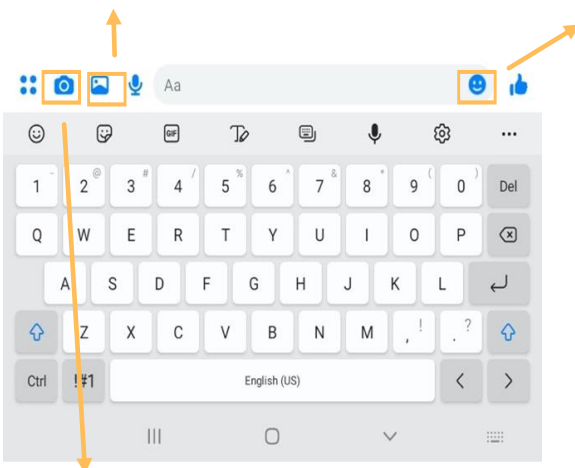 Aa
GIF T
- @ # / % ^ & * ( )
1 2 3 4 5 6 7 8 9 0 Del
Q W E R T Y U I O P
A S D F G H J K L
Z X C V B N M , ! . ?
Ctrl !#1 English (US) < >